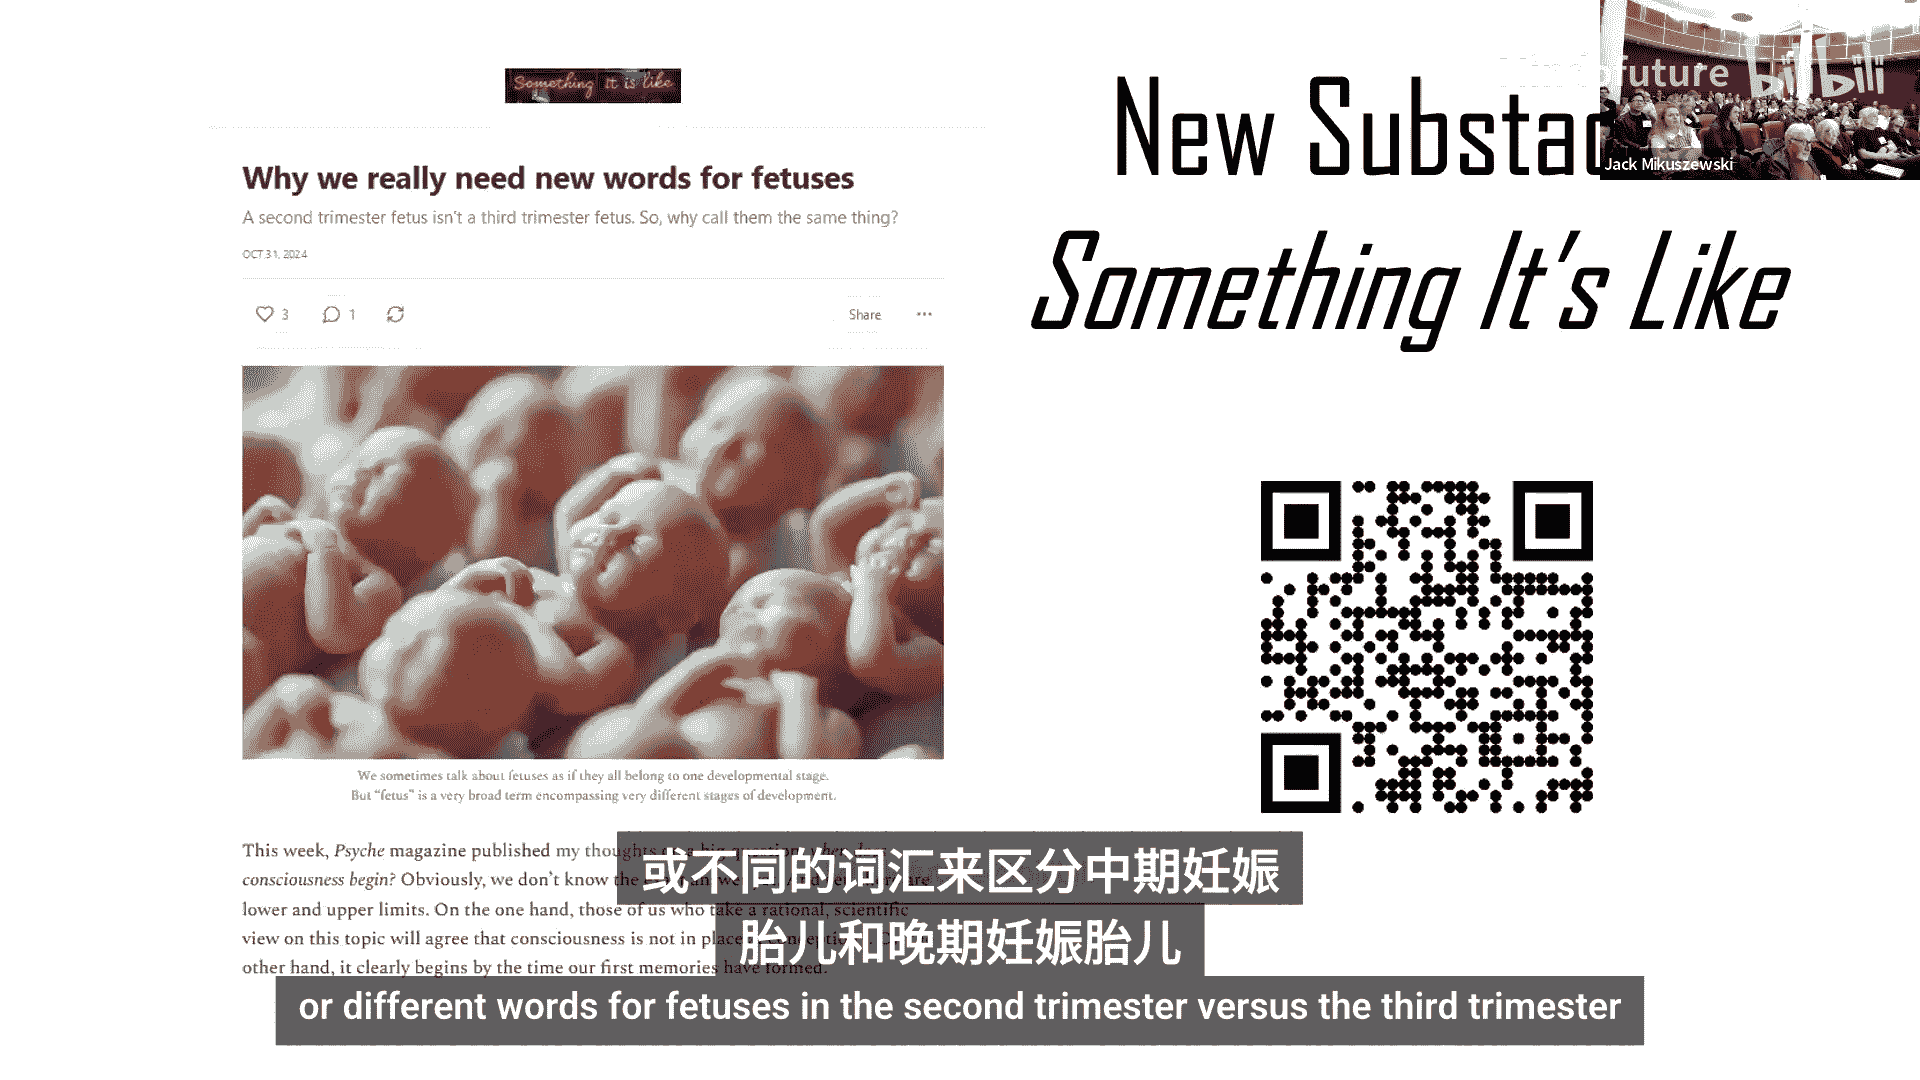 Something it is like
Why we really need new words for fetuses
A second trimester fetus isn't a third trimester fetus. So, why call them the same thing?
OCT 31, 2024
3
1
Share
We sometimes talk about fetuses as if they all belong to one developmental stage.
But “fetus” is a very broad term encompassing very different stages of development.
This week, Psyche magazine published my thoughts
consciousness begin? Obviously, we don't know the
lower and upper limits. On the one hand, those of us who take a rational, scientific
view on this topic will agree that consciousness is not in place
other hand, it clearly begins by the time our first memories have formed.
New Substac
Something It's Like
future
bilibili
Jack Mikuszewski
或不同的词汇来区分中期妊娠
胎儿和晚期妊娠胎儿
or different words for fetuses in the second trimester versus the third trimester